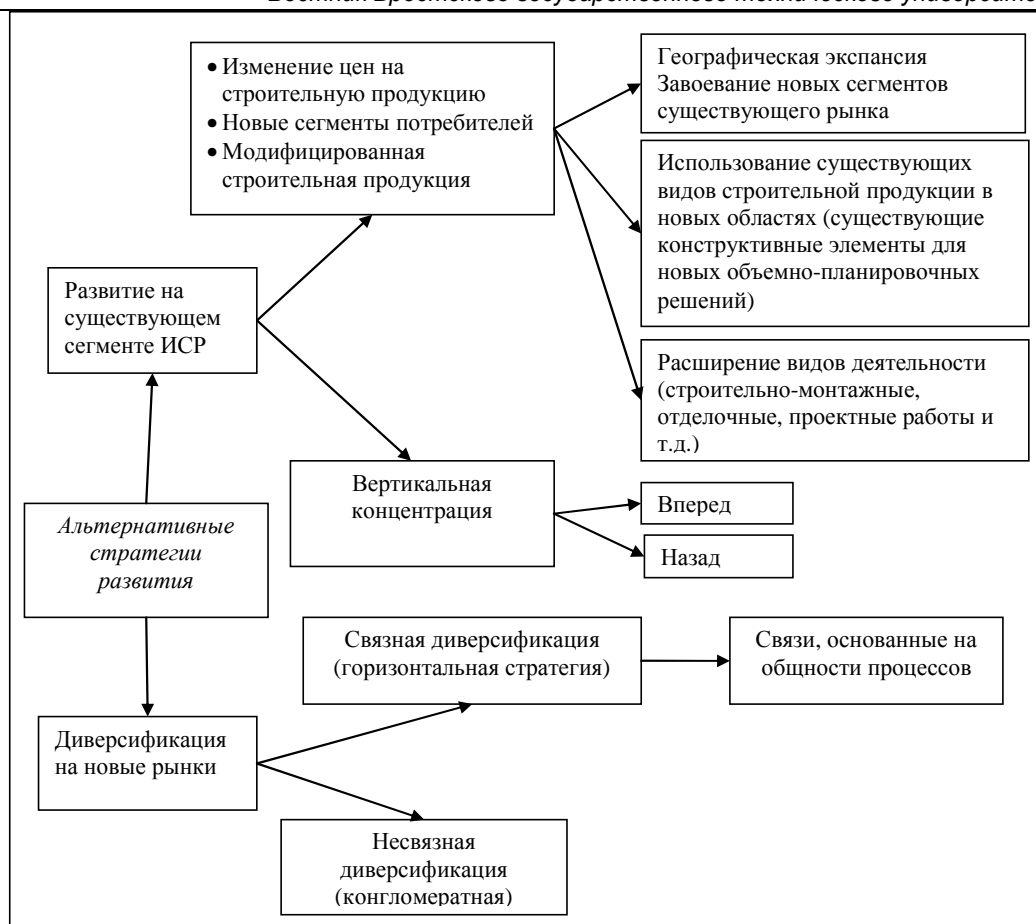 • Изменение цен на
строительную продукцию
• Новые сегменты потребителей
• Модифицированная
строительная продукция
Географическая экспансия
Завоевание новых сегментов
существующего рынка
Использование существующих
видов строительной продукции в
новых областях (существующие
конструктивные элементы для
новых объемно-планировочных
решений)
Развитие на
существующем
сегменте ИСР
Расширение видов деятельности
(строительно-монтажные,
отделочные, проектные работы и
т.д.)
Вертикальная
концентрация
Вперед
Назад
Альтернативные
стратегии
развития
Связная диверсификация
(горизонтальная стратегия)
Связи, основанные на
общности процессов
Диверсификация
на новые рынки
Несвязная
диверсификация
(конгломератная)